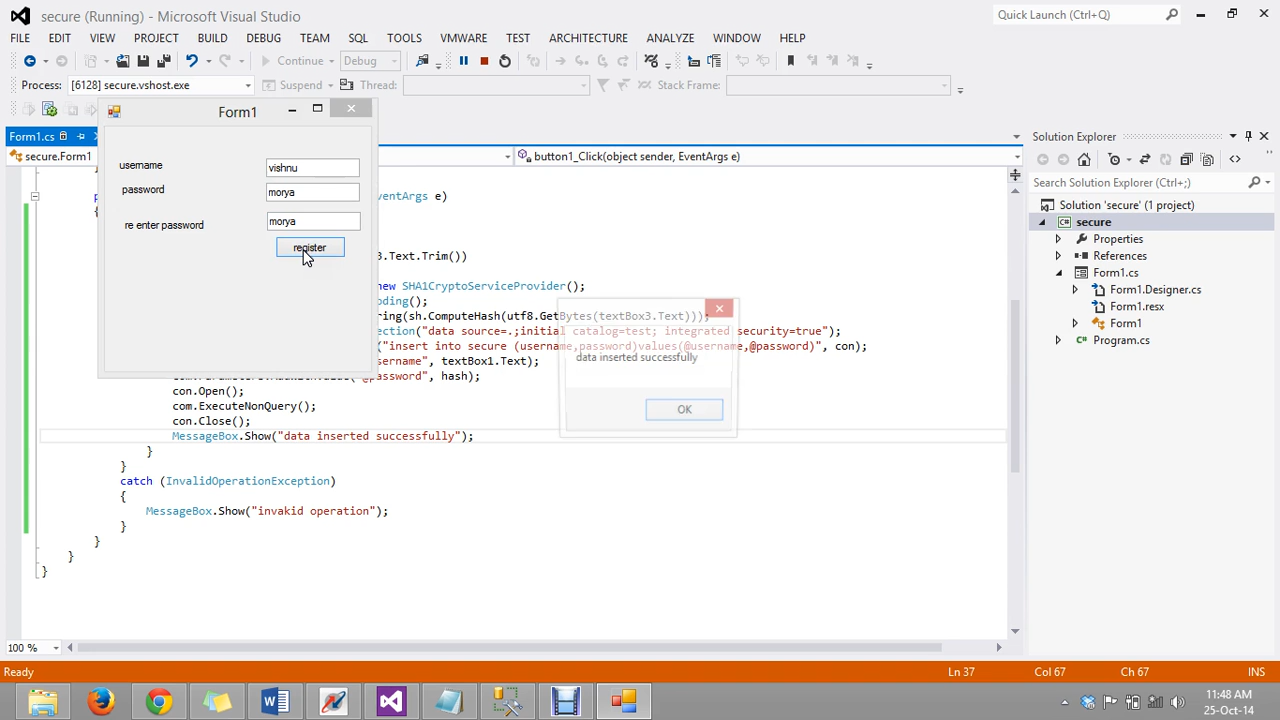 secure (Running) - Microsoft Visual Studio
Quick Launch (Ctrl+Q)
FILE EDIT VIEW PROJECT BUILD DEBUG TEAM SQL TOOLS VMWARE TEST ARCHITECTURE ANALYZE WINDOW HELP
Continue Debug
Process: [6128] secure.vshost.exe Suspend Thread: Stack Frame:
Form1
Form1.cs
secure.Form1
button1_Click(object sender, EventArgs e)
username vishnu
password morya
re enter password morya
register
ventArgs e)
3.Text.Trim())
new SHA1CryptoServiceProvider();
oding();
ring(sh.ComputeHash(utf8.GetBytes(textBox3.Text)));
ection("data source=.;initial catalog=test; integrated security=true");
("insert into secure (username,password)values(@username,@password)", con);
sername", textBox1.Text);
password", hash);
con.Open();
com.ExecuteNonQuery();
con.Close();
MessageBox.Show("data inserted successfully");
}
}
catch (InvalidOperationException)
{
MessageBox.Show("invakid operation");
}
}
}
}
data inserted successfully
OK
Solution Explorer
Search Solution Explorer (Ctrl+;)
Solution 'secure' (1 project)
secure
Properties
References
Form1.cs
Form1.Designer.cs
Form1.resx
Form1
Program.cs
100 %
Ready Ln 37 Col 67 Ch 67 INS
11:48 AM
25-Oct-14